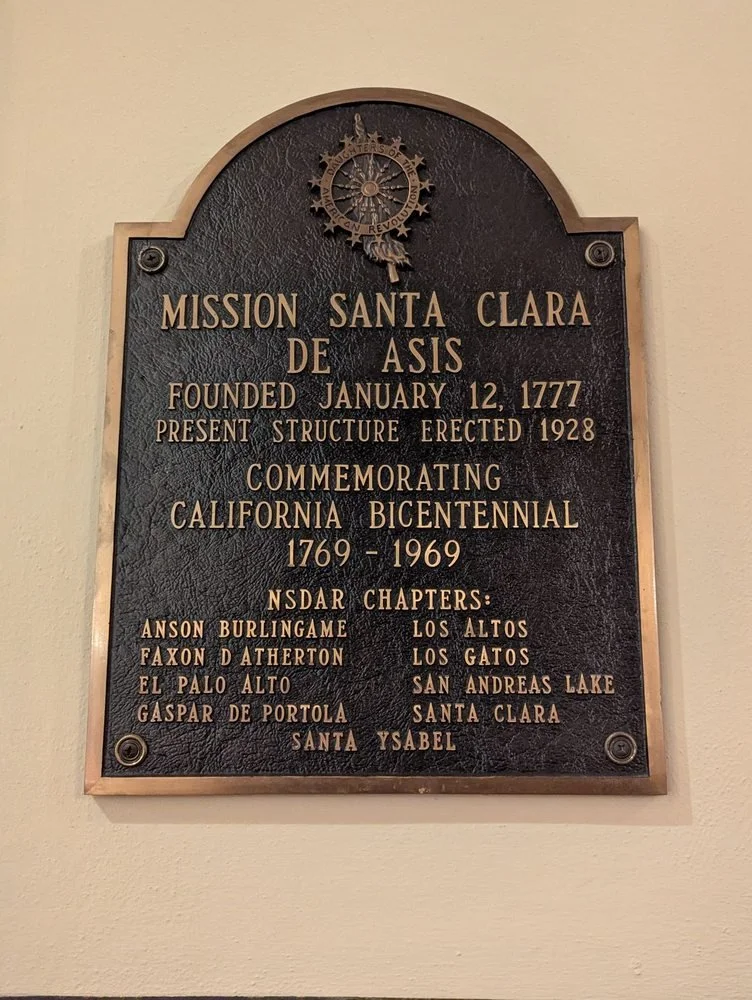 DAUGHTERS OF THE
AMERICAN REVOLUTION
MISSION SANTA CLARA
DE ASIS
FOUNDED JANUARY 12, 1777
PRESENT STRUCTURE ERECTED 1928
COMMEMORATING
CALIFORNIA BICENTENNIAL
1769 - 1969
NSDAR CHAPTERS:
ANSON BURLINGAME LOS ALTOS
FAXON D ATHERTON LOS GATOS
EL PALO ALTO SAN ANDREAS LAKE
GASPAR DE PORTOLA SANTA CLARA
SANTA YSABEL